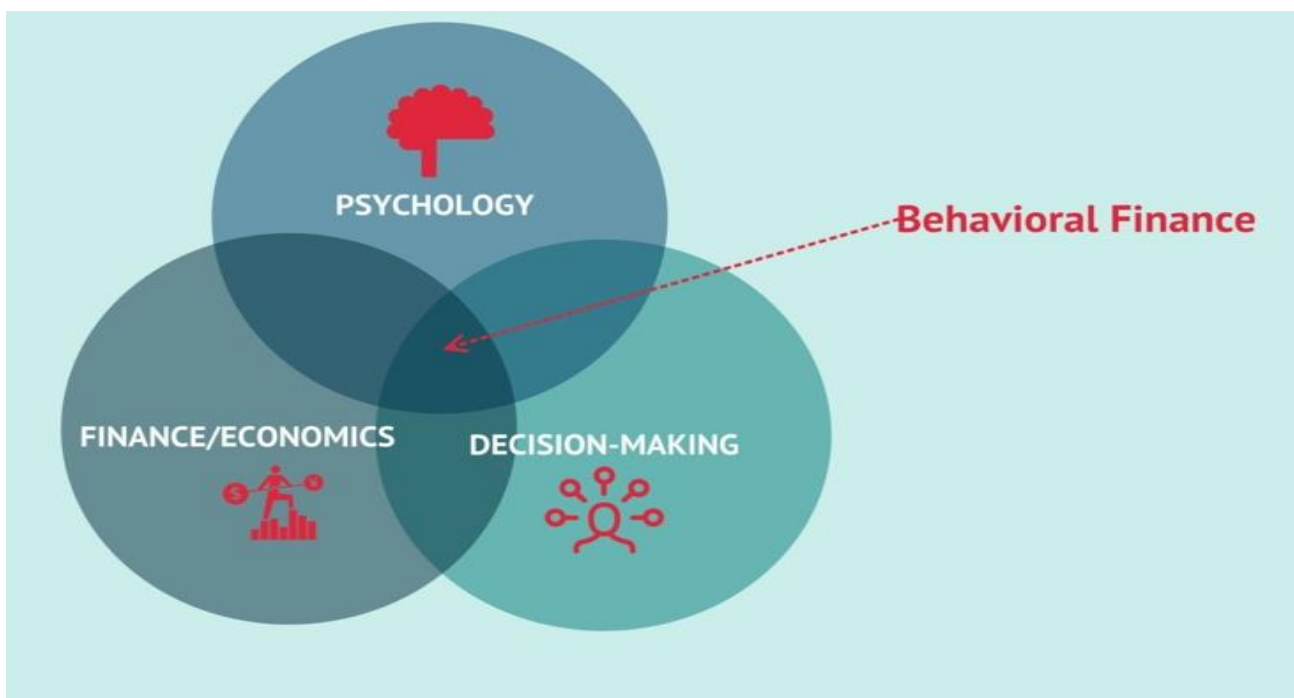 PSYCHOLOGY
Behavioral Finance
FINANCE/ECONOMICS
DECISION-MAKING
$
¥